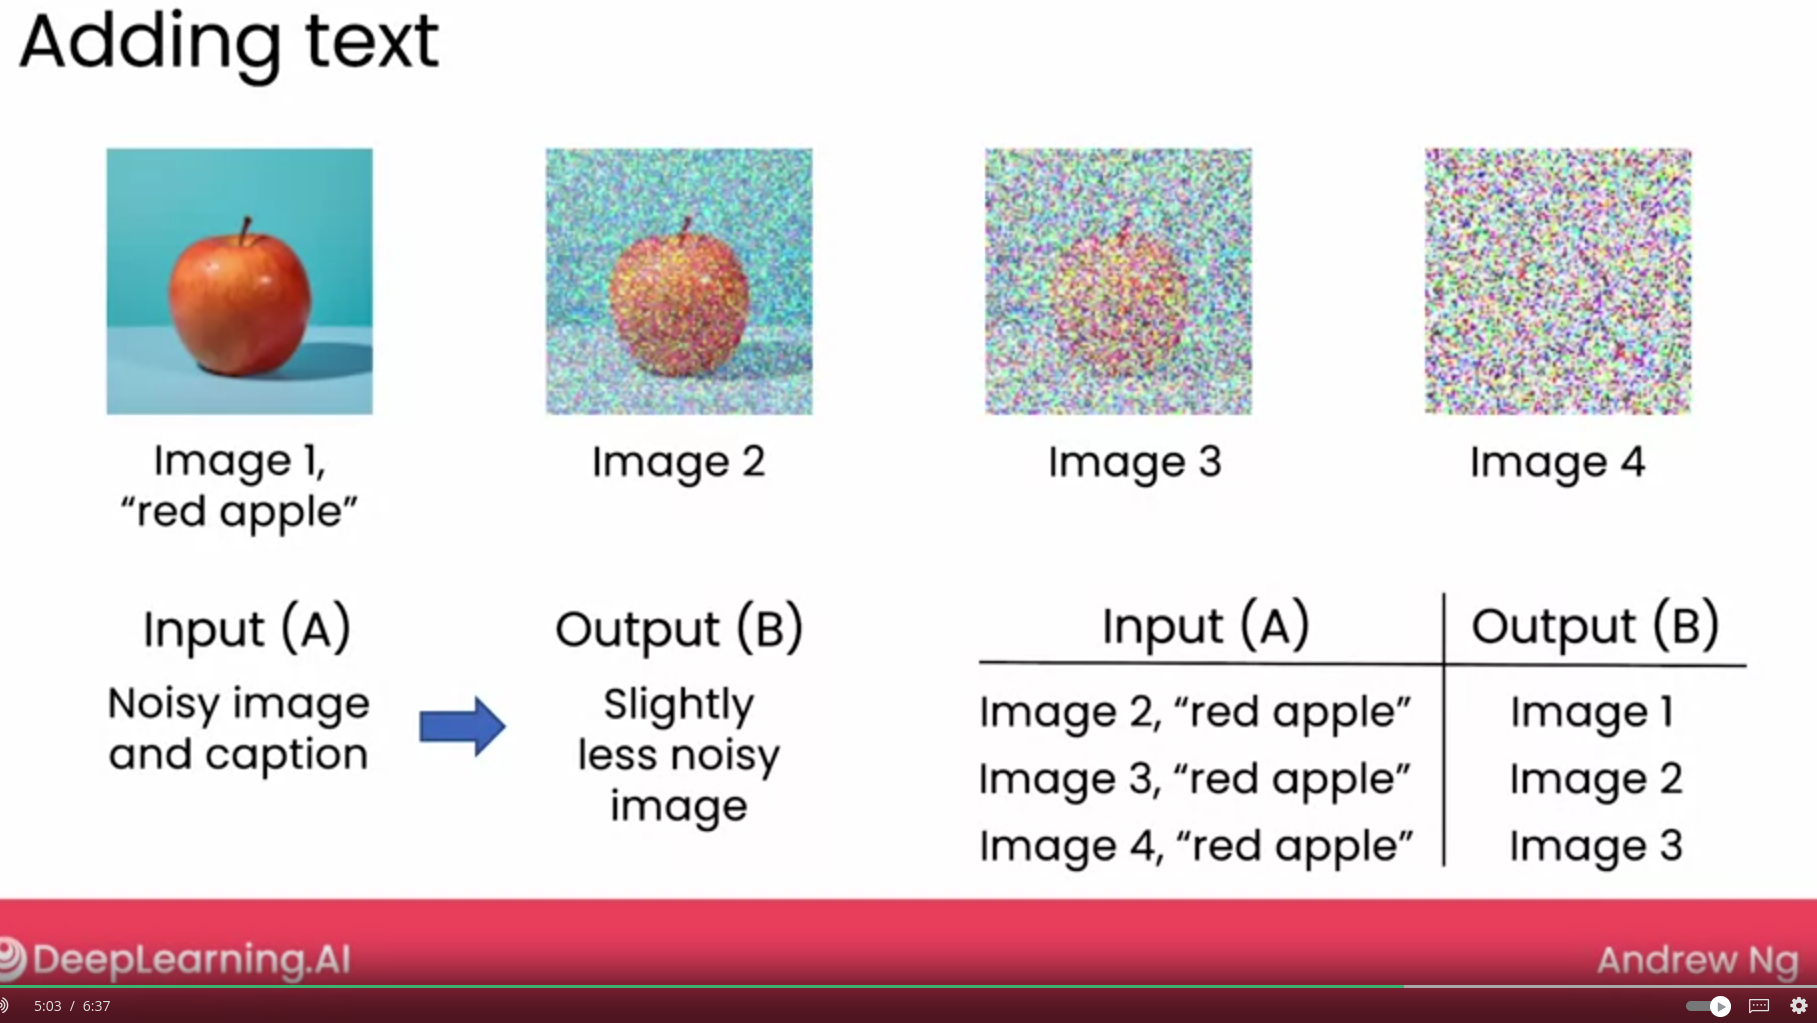 Adding text
Image 1,
“red apple”
Image 2
Image 3
Image 4
Input (A)
Noisy image
and caption
Output (B)
Slightly
less noisy
image
Input (A) Output (B)
Image 2, “red apple” Image 1
Image 3, “red apple” Image 2
Image 4, “red apple” Image 3
DeepLearning.AI
Andrew Ng
5:03 / 6:37